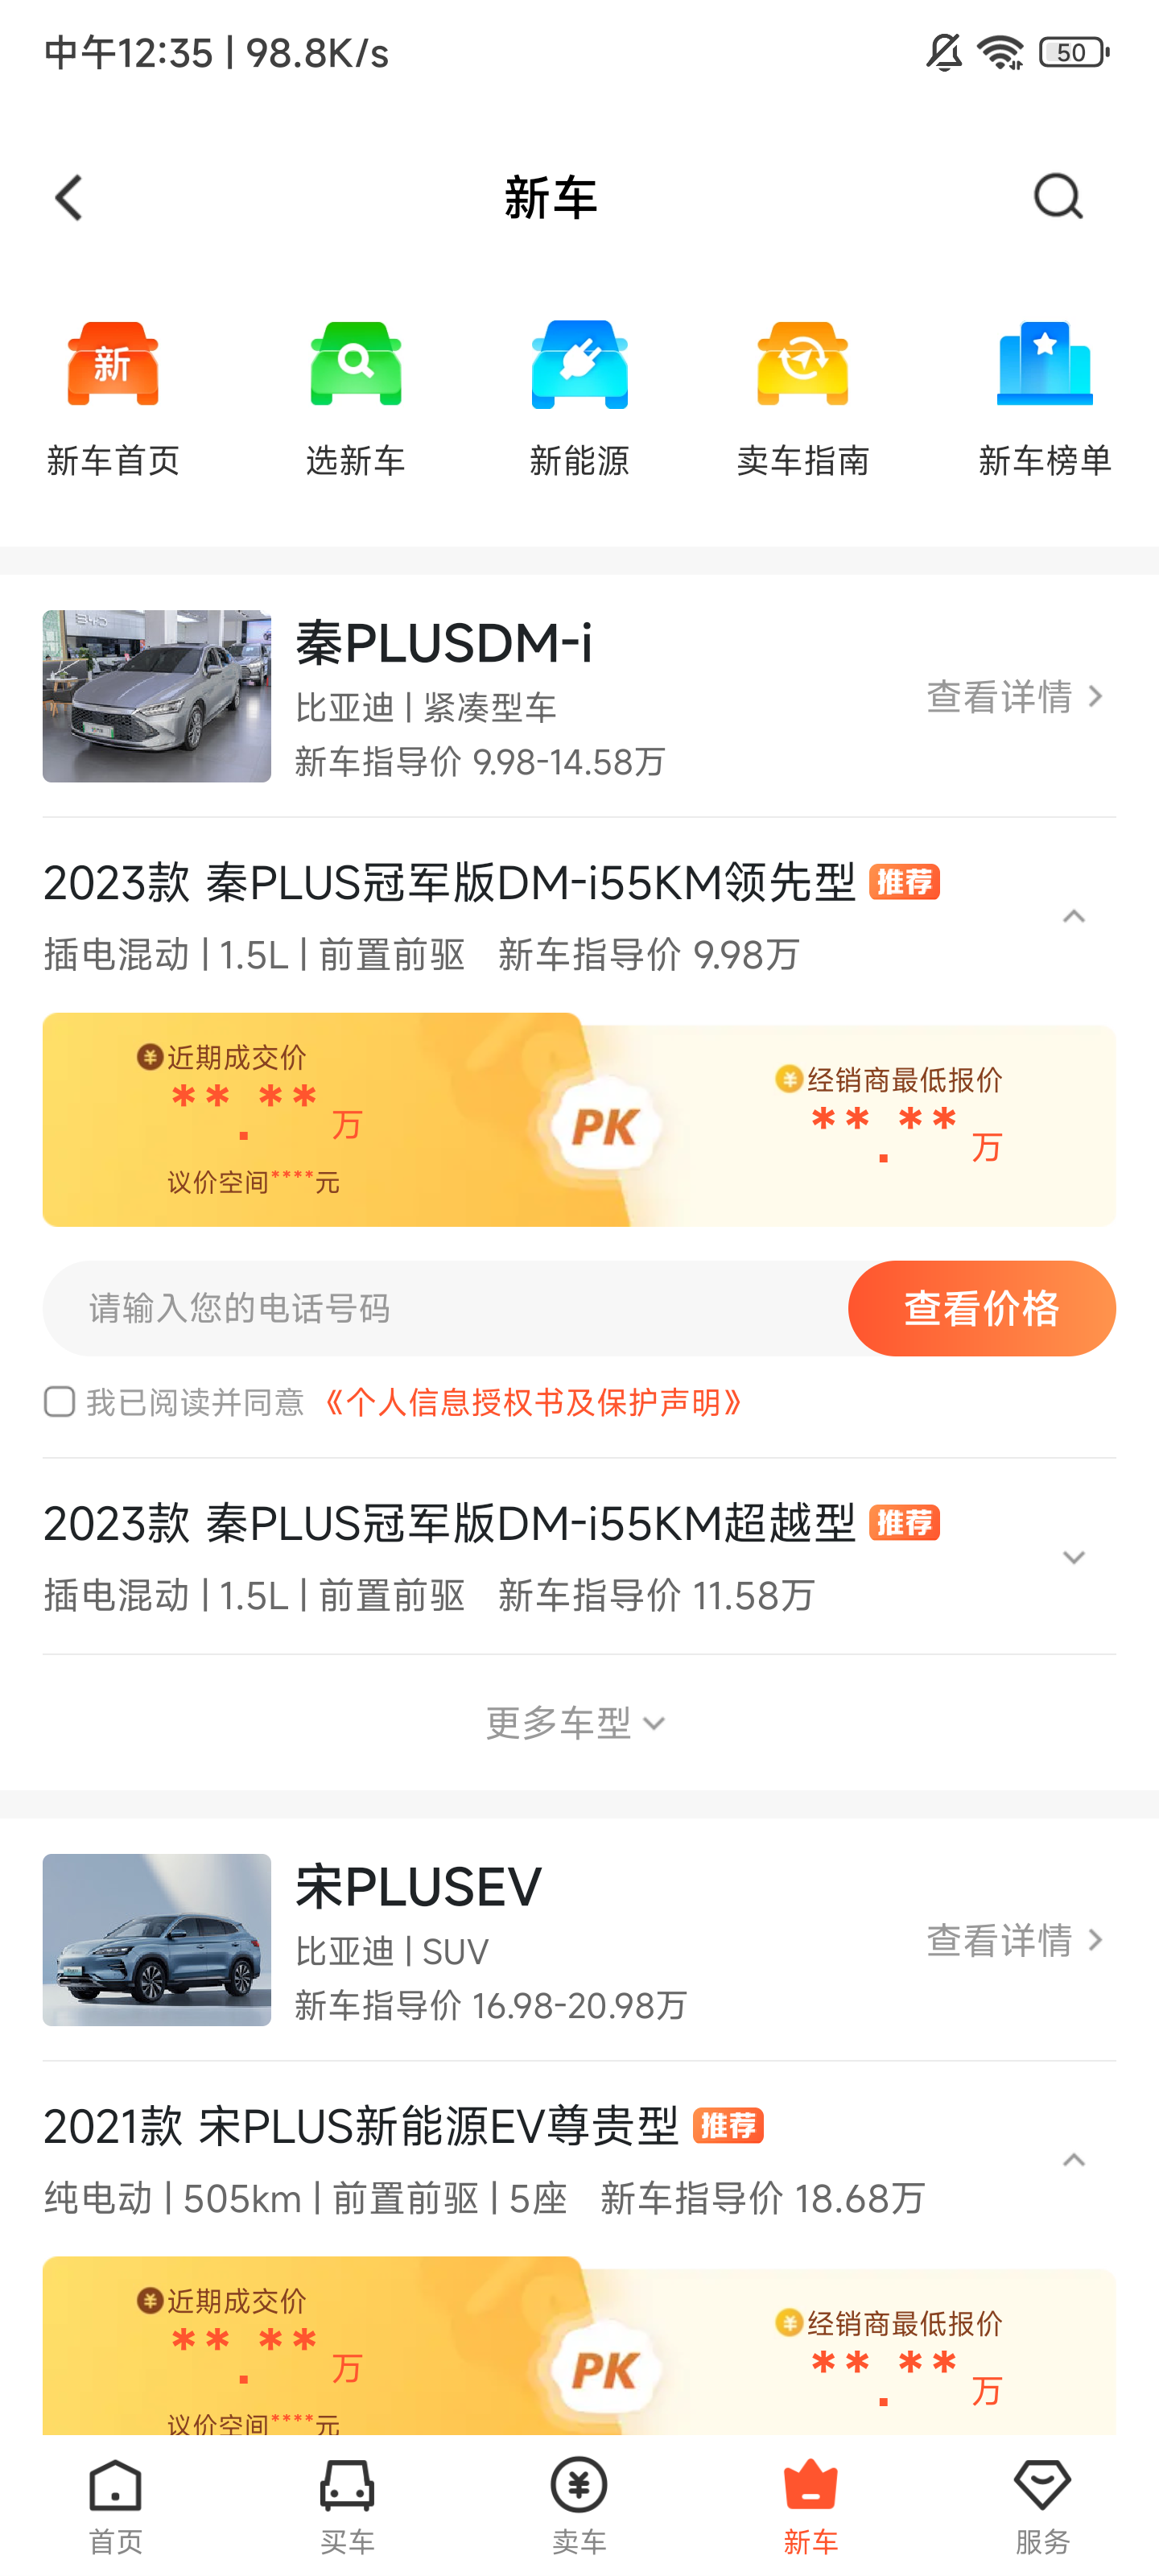 中午12:35 | 98.8K/s
50
新车
新
新车首页
选新车
新能源
卖车指南
新车榜单
秦PLUSDM-i
比亚迪 | 紧凑型车
新车指导价 9.98-14.58万
查看详情
2023款 秦PLUS冠军版DM-i55KM领先型 推荐
插电混动 | 1.5L | 前置前驱 新车指导价 9.98万
近期成交价
**.**万
议价空间****元
PK
经销商最低报价
**.**万
请输入您的电话号码
查看价格
我已阅读并同意 《个人信息授权书及保护声明》
2023款 秦PLUS冠军版DM-i55KM超越型 推荐
插电混动 | 1.5L | 前置前驱 新车指导价 11.58万
更多车型
宋PLUSEV
比亚迪 | SUV
新车指导价 16.98-20.98万
查看详情
2021款 宋PLUS新能源EV尊贵型 推荐
纯电动 | 505km | 前置前驱 | 5座 新车指导价 18.68万
近期成交价
**.**万
议价空间****元
PK
经销商最低报价
**.**万
首页
买车
卖车
新车
服务